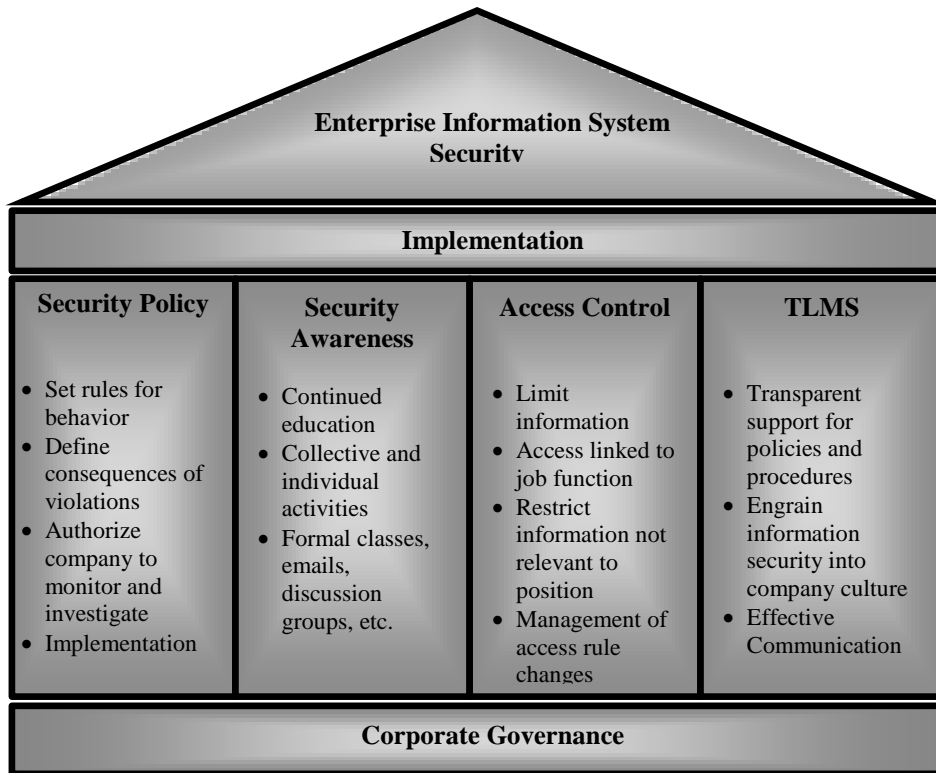 Enterprise Information System
Security
Implementation
Security Policy
• Set rules for
behavior
• Define
consequences of
violations
• Authorize
company to
monitor and
investigate
• Implementation
Security
Awareness
• Continued
education
• Collective and
individual
activities
• Formal classes,
emails,
discussion
groups, etc.
Access Control
• Limit
information
• Access linked to
job function
• Restrict
information not
relevant to
position
• Management of
access rule
changes
TLMS
• Transparent
support for
policies and
procedures
• Engrain
information
security into
company culture
• Effective
Communication
Corporate Governance